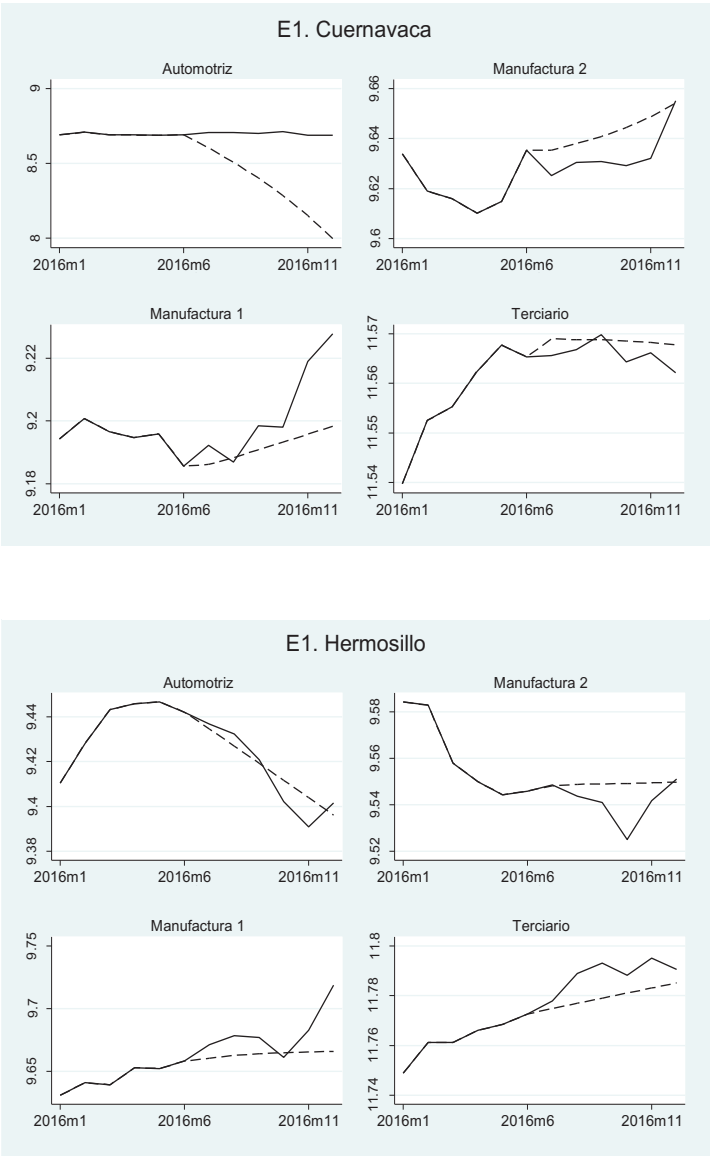 E1. Cuernavaca
Automotriz
9
8.5
8
2016m1 2016m6 2016m11
Manufactura 2
9.66
9.64
9.62
9.6
2016m1 2016m6 2016m11
Manufactura 1
9.22
9.2
9.18
2016m1 2016m6 2016m11
Terciario
11.57
11.56
11.55
11.54
2016m1 2016m6 2016m11
E1. Hermosillo
Automotriz
9.44
9.42
9.4
9.38
2016m1 2016m6 2016m11
Manufactura 2
9.58
9.56
9.54
9.52
2016m1 2016m6 2016m11
Manufactura 1
9.75
9.7
9.65
2016m1 2016m6 2016m11
Terciario
11.8
11.78
11.76
11.74
2016m1 2016m6 2016m11